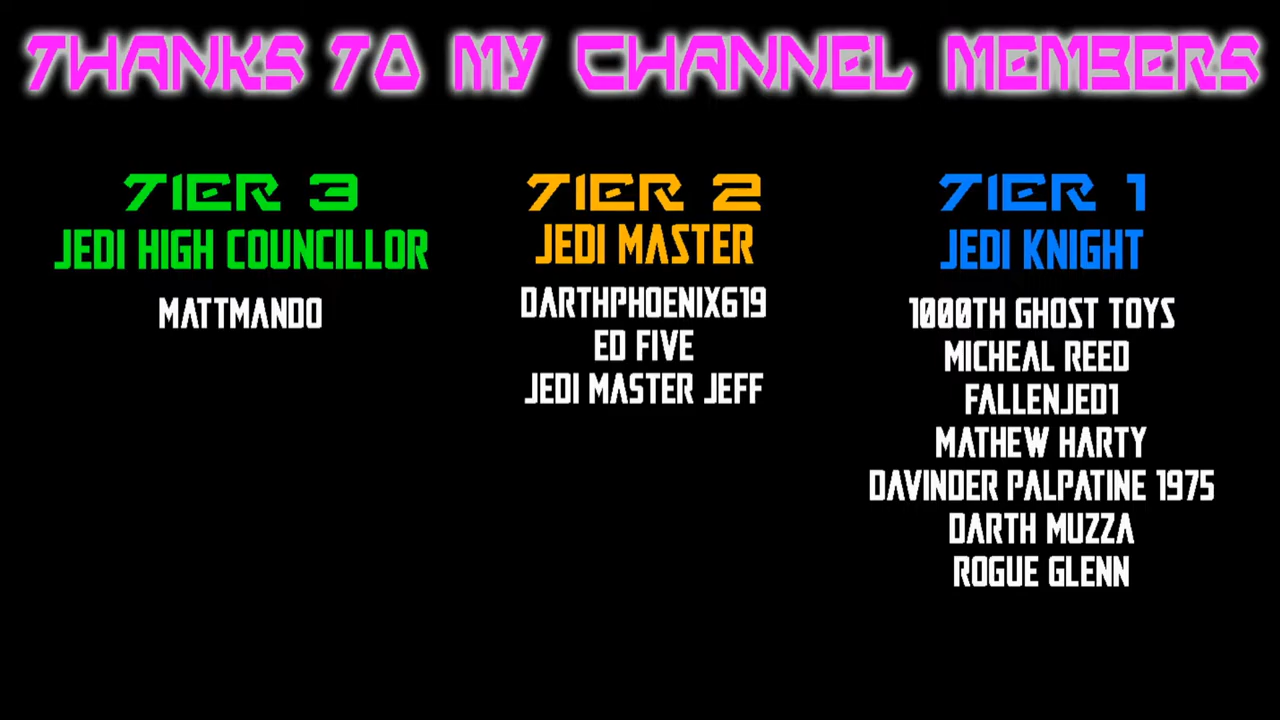 THANKS TO MY CHANNEL MEMBERS
TIER 3
JEDI HIGH COUNCILLOR
MATTMANDO
TIER 2
JEDI MASTER
DARTHPHOENIX619
ED FIVE
JEDI MASTER JEFF
TIER 1
JEDI KNIGHT
1000TH GHOST TOYS
MICHEAL REED
FALLENJED1
MATHEW HARTY
DAVINDER PALPATINE 1975
DARTH MUZZA
ROGUE GLENN